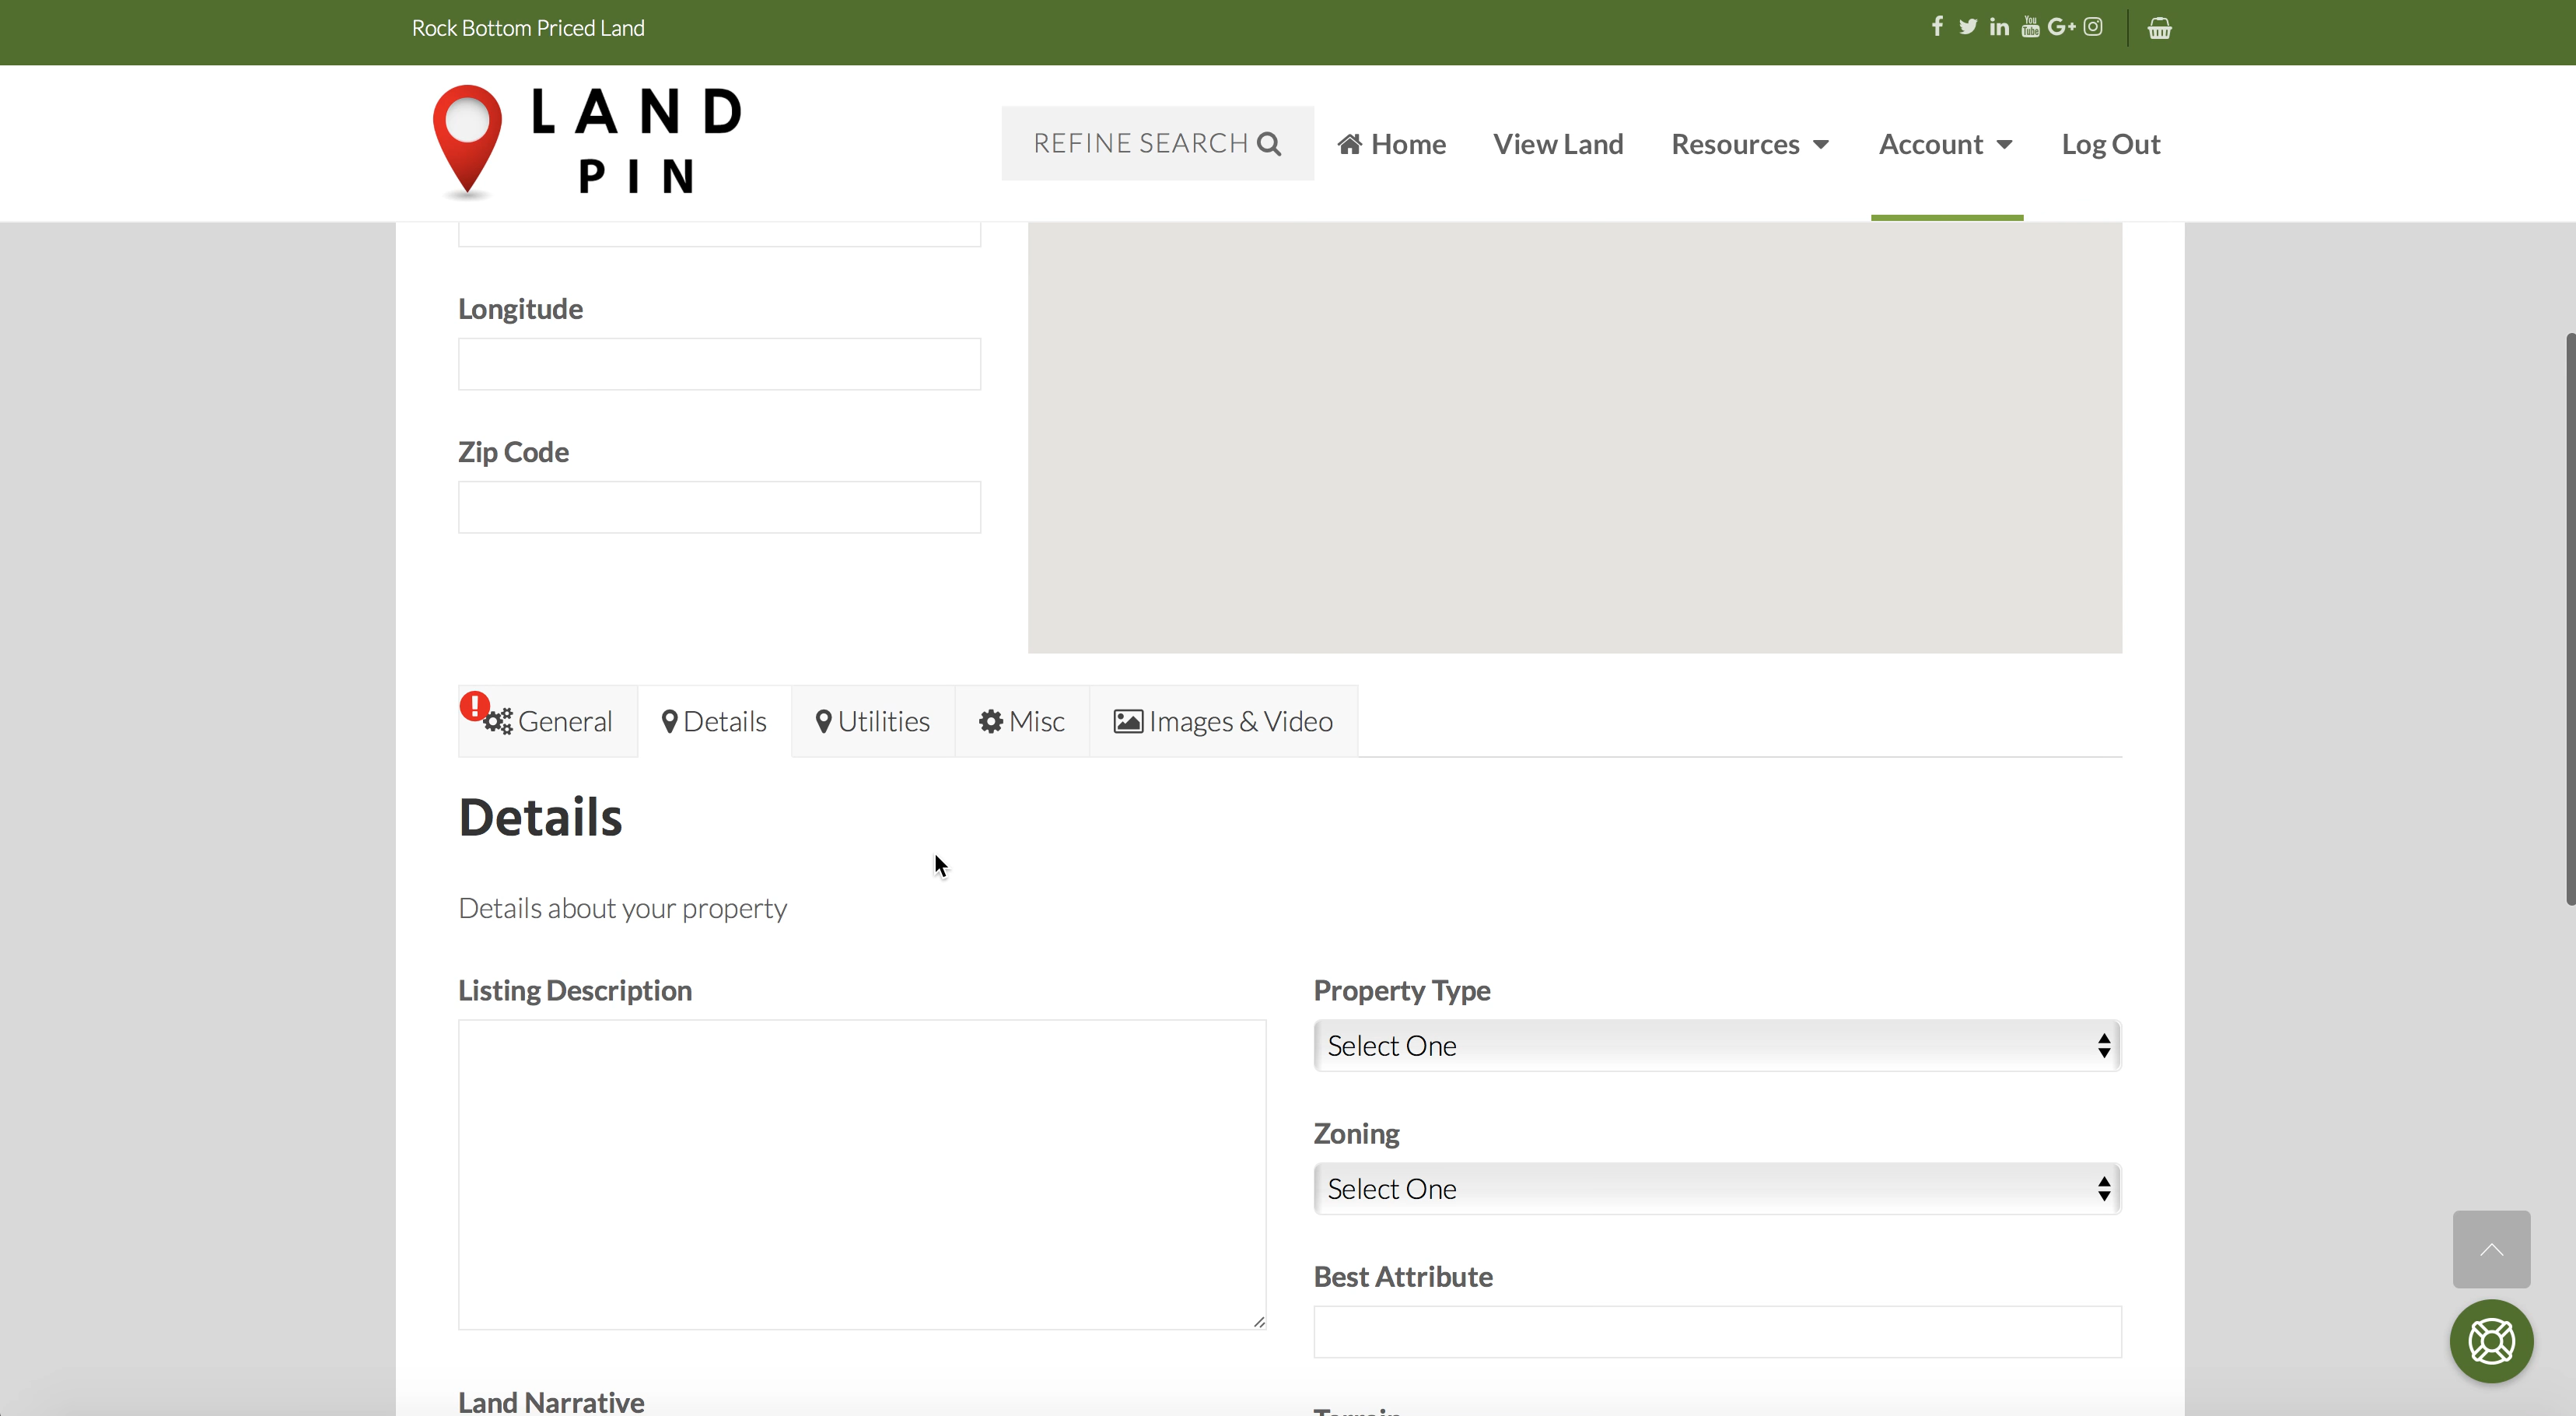 Rock Bottom Priced Land
LAND
PIN
REFINE SEARCH
Home
View Land
Resources
Account
Log Out
Longitude
Zip Code
General
Details
Utilities
Misc
Images & Video
Details
Details about your property
Listing Description
Property Type
Select One
Zoning
Select One
Best Attribute
Land Narrative